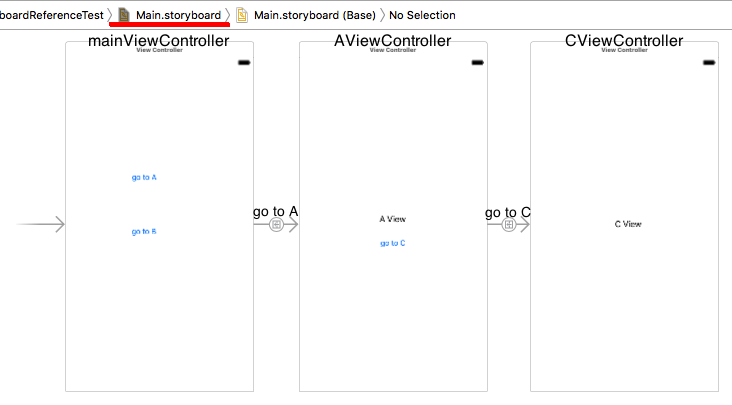 boardReferenceTest 〉 Main.storyboard 〉 Main.storyboard (Base) 〉 No Selection
mainViewController
View Controller
go to A
go to B
go to A
AViewController
View Controller
A View
go to C
go to C
CViewController
View Controller
C View